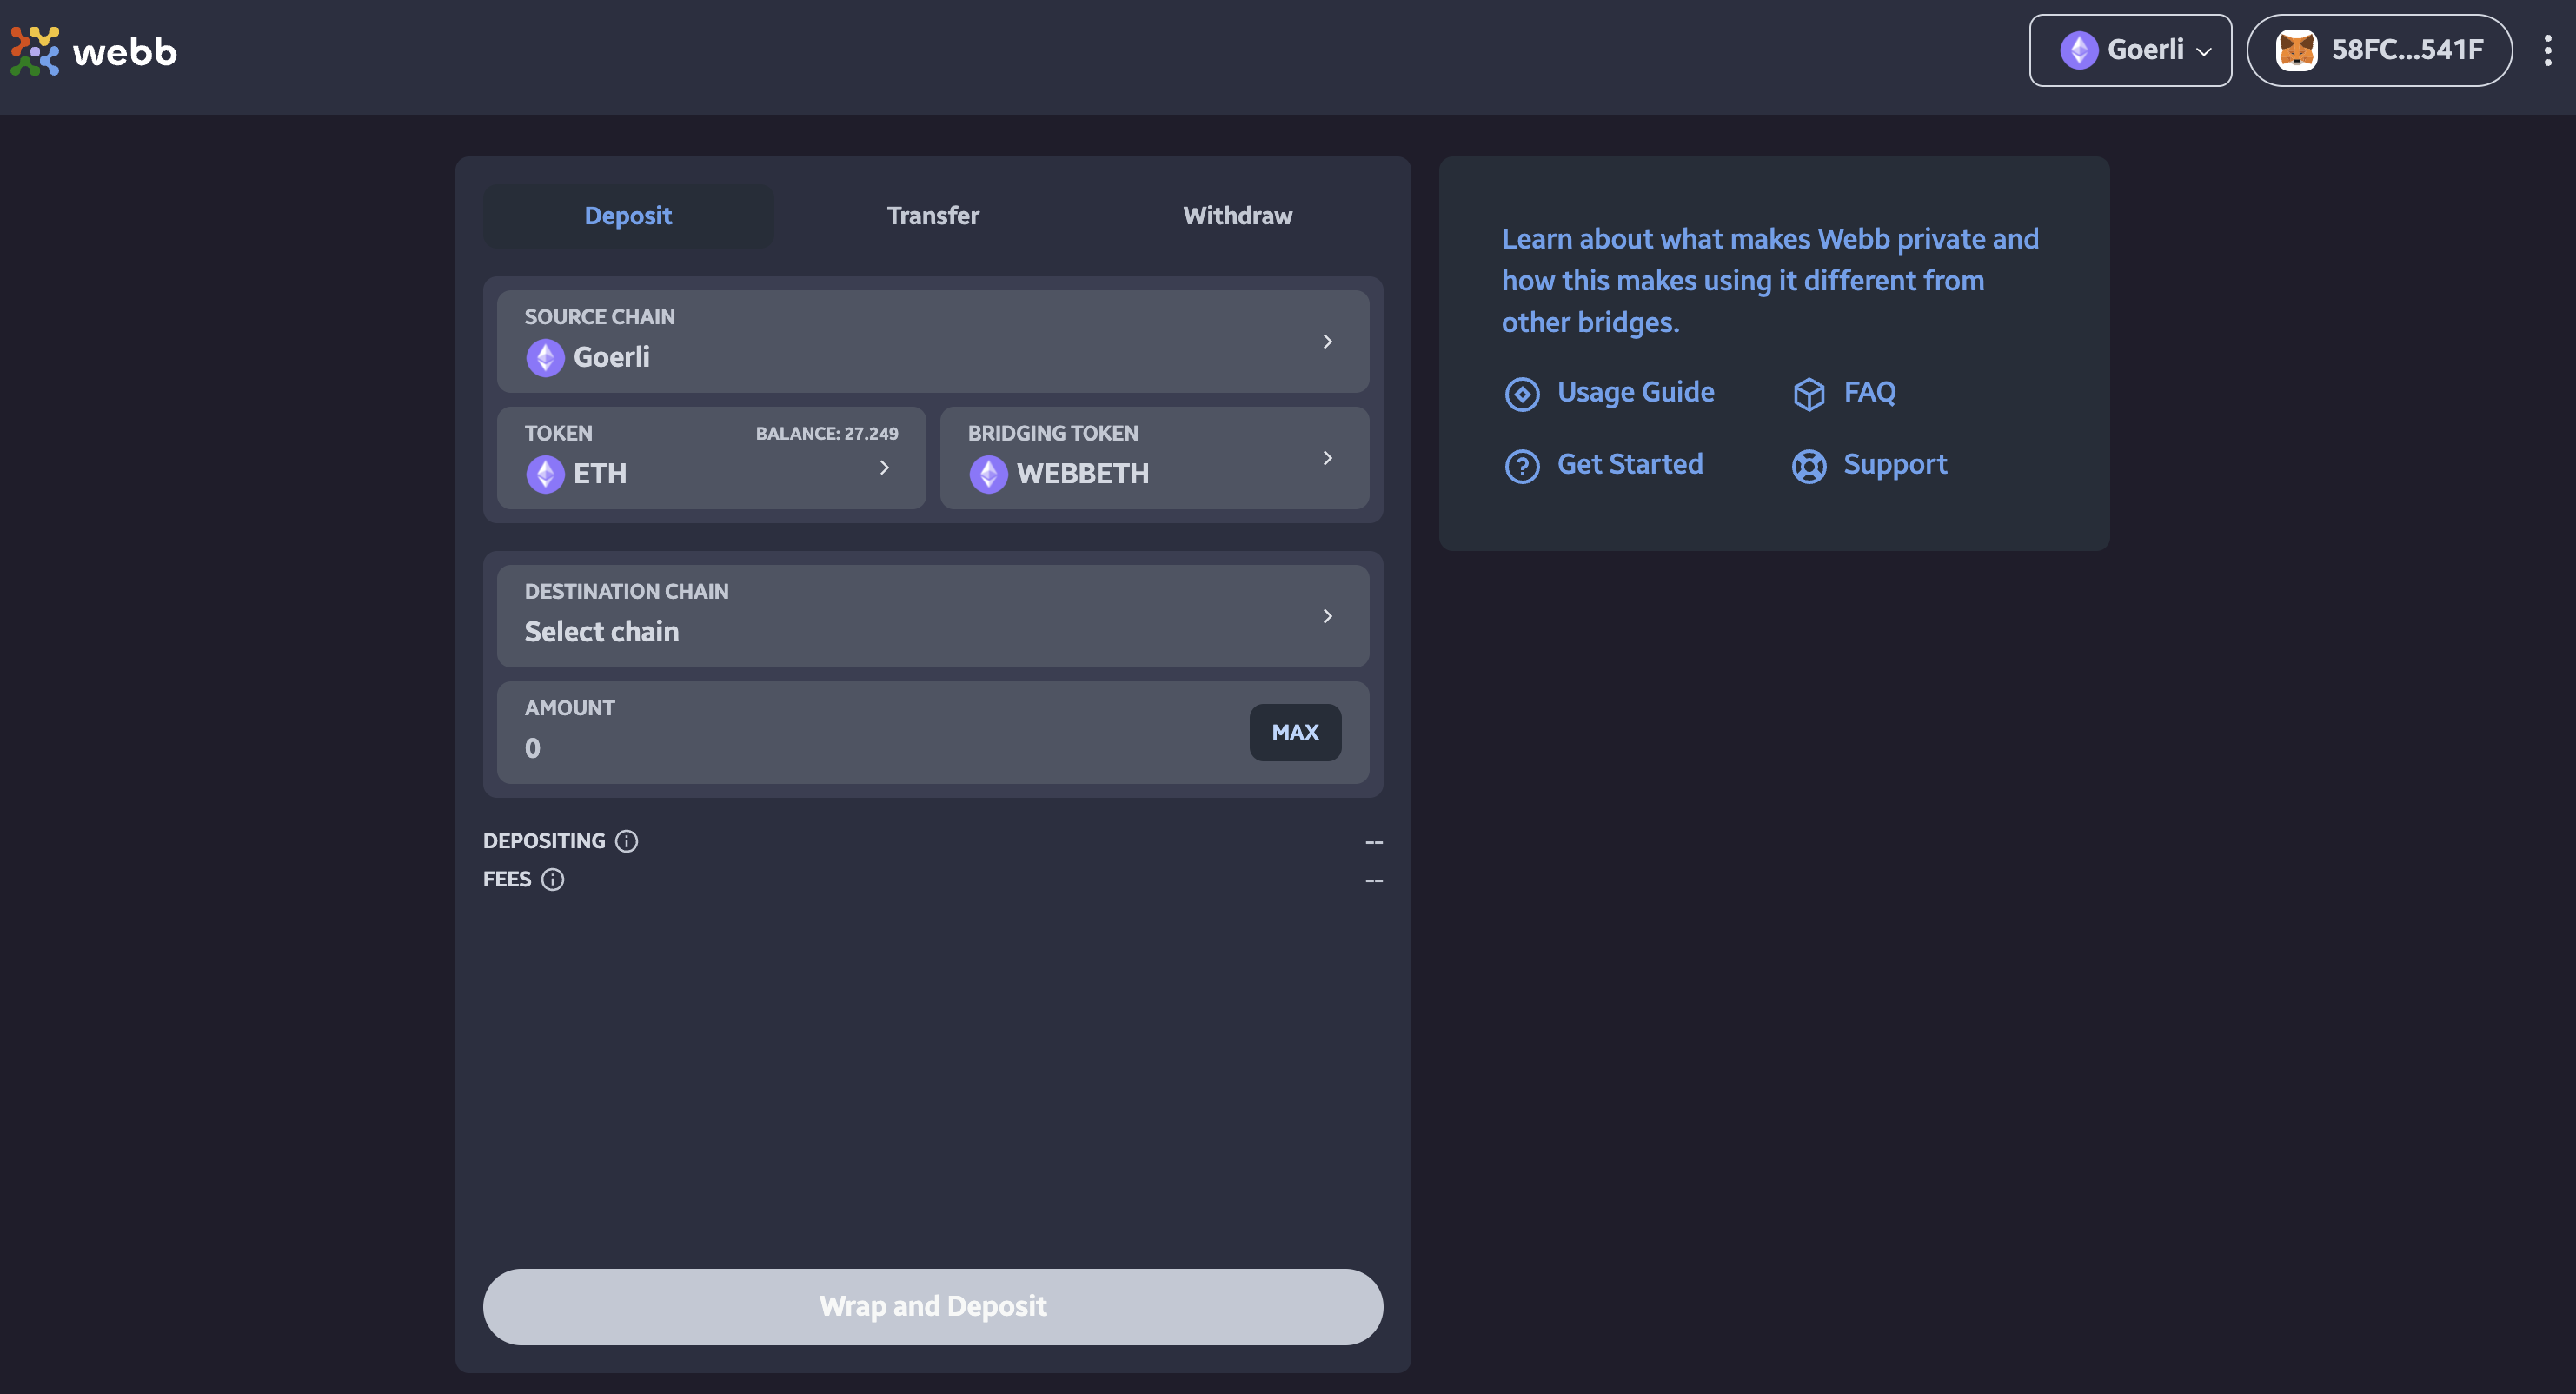 webb
Goerli
58FC...541F
Deposit
Transfer
Withdraw
SOURCE CHAIN
Goerli
TOKEN
BALANCE: 27.249
ETH
BRIDGING TOKEN
WEBBETH
DESTINATION CHAIN
Select chain
AMOUNT
0
MAX
DEPOSITING
--
FEES
--
Wrap and Deposit
Learn about what makes Webb private and
how this makes using it different from
other bridges.
Usage Guide
FAQ
Get Started
Support